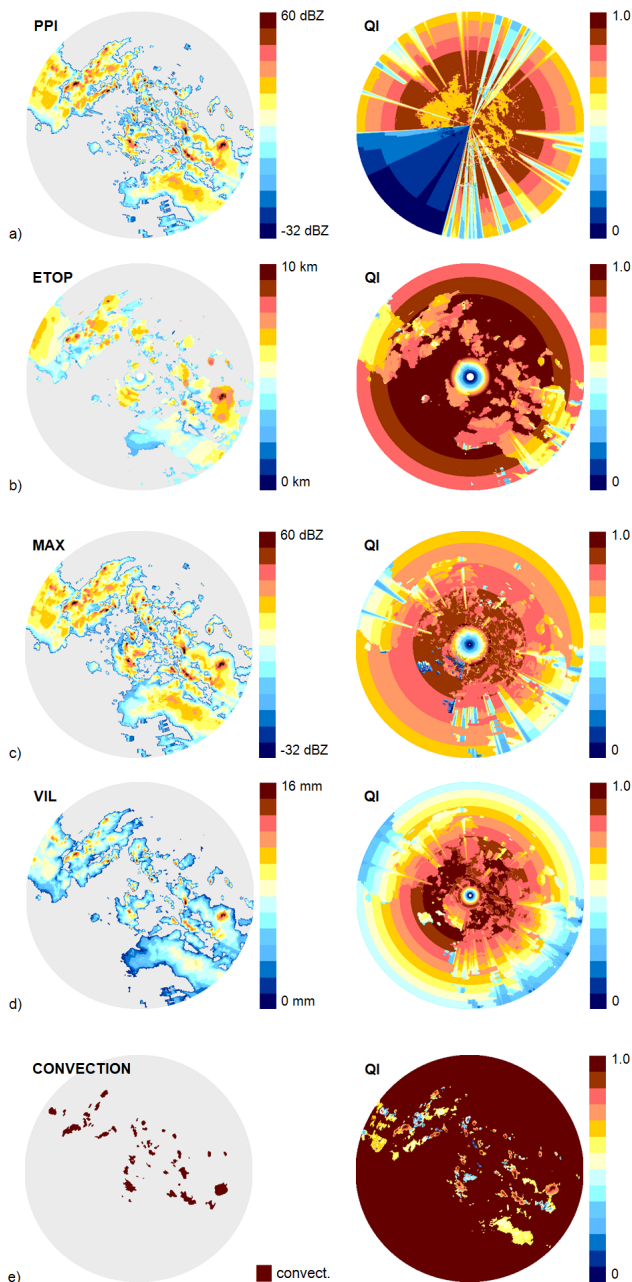 PPI 60 dBZ QI 1.0
a) -32 dBZ 0
ETOP 10 km QI 1.0
b) 0 km 0
MAX 60 dBZ QI 1.0
c) -32 dBZ 0
VIL 16 mm QI 1.0
d) 0 mm 0
CONVECTION QI 1.0
e) convect. 0